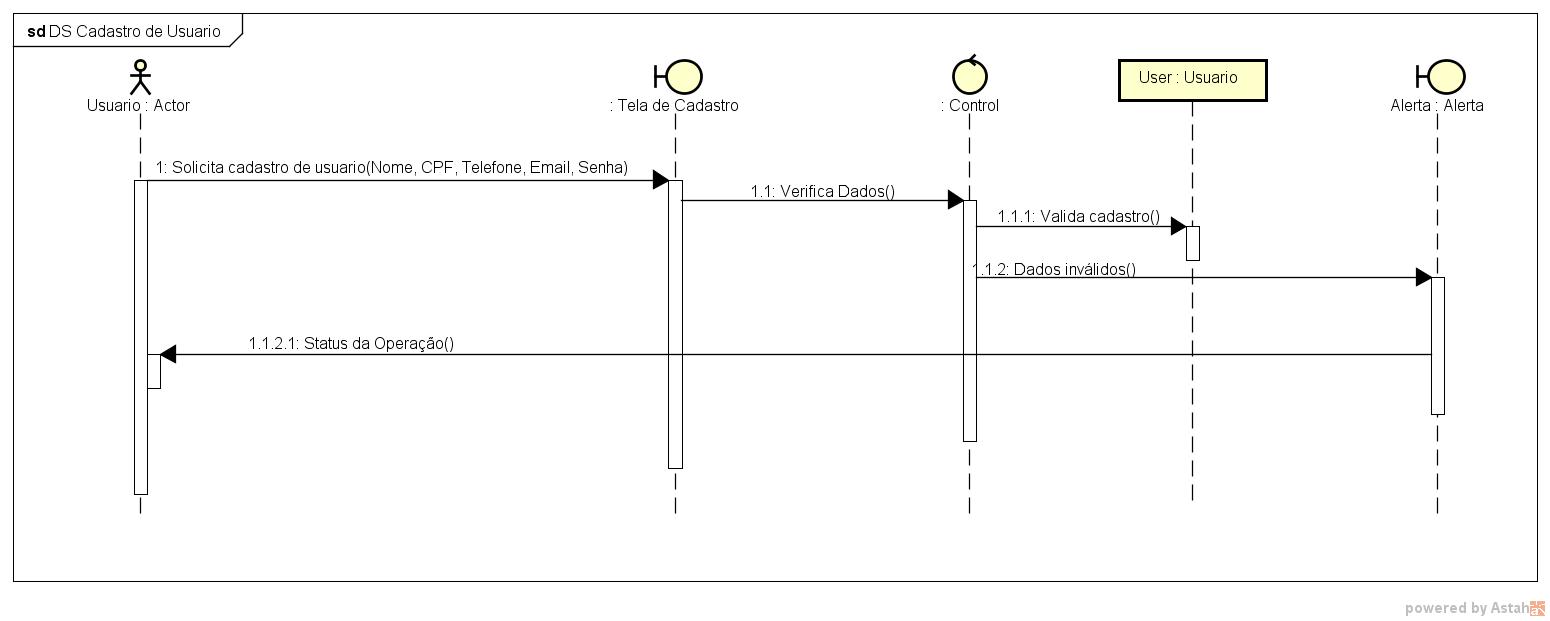 sd DS Cadastro de Usuario
Usuario : Actor
: Tela de Cadastro
: Control
User : Usuario
Alerta : Alerta
1: Solicita cadastro de usuario(Nome, CPF, Telefone, Email, Senha)
1.1: Verifica Dados()
1.1.1: Valida cadastro()
1.1.2: Dados inválidos()
1.1.2.1: Status da Operação()
powered by Astah